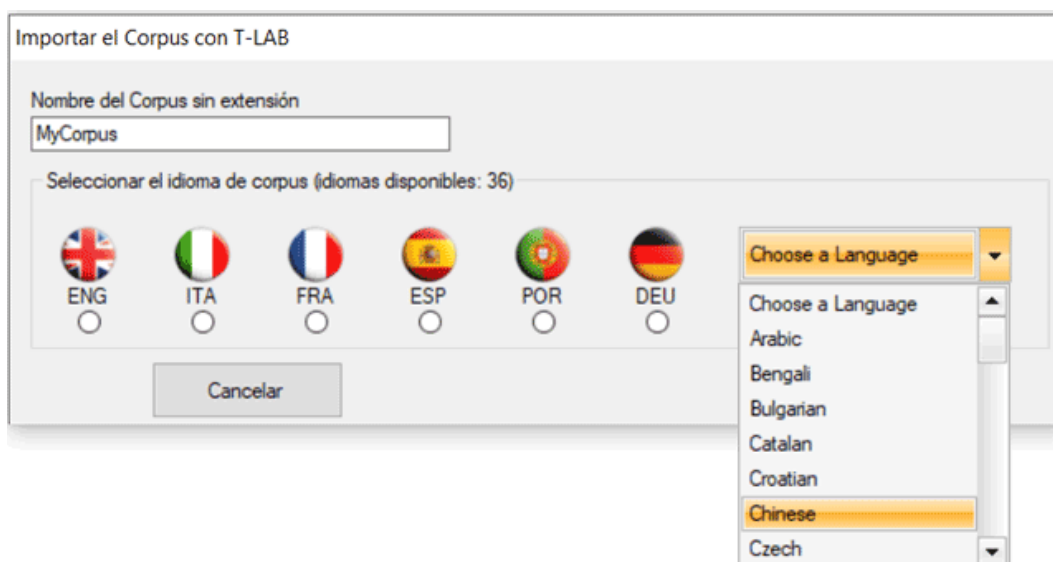 Importar el Corpus con T-LAB
Nombre del Corpus sin extensión
MyCorpus
Seleccionar el idioma de corpus (idiomas disponibles: 36)
ENG ITA FRA ESP POR DEU
Choose a Language
Choose a Language
Arabic
Bengali
Bulgarian
Catalan
Croatian
Chinese
Czech
Cancelar